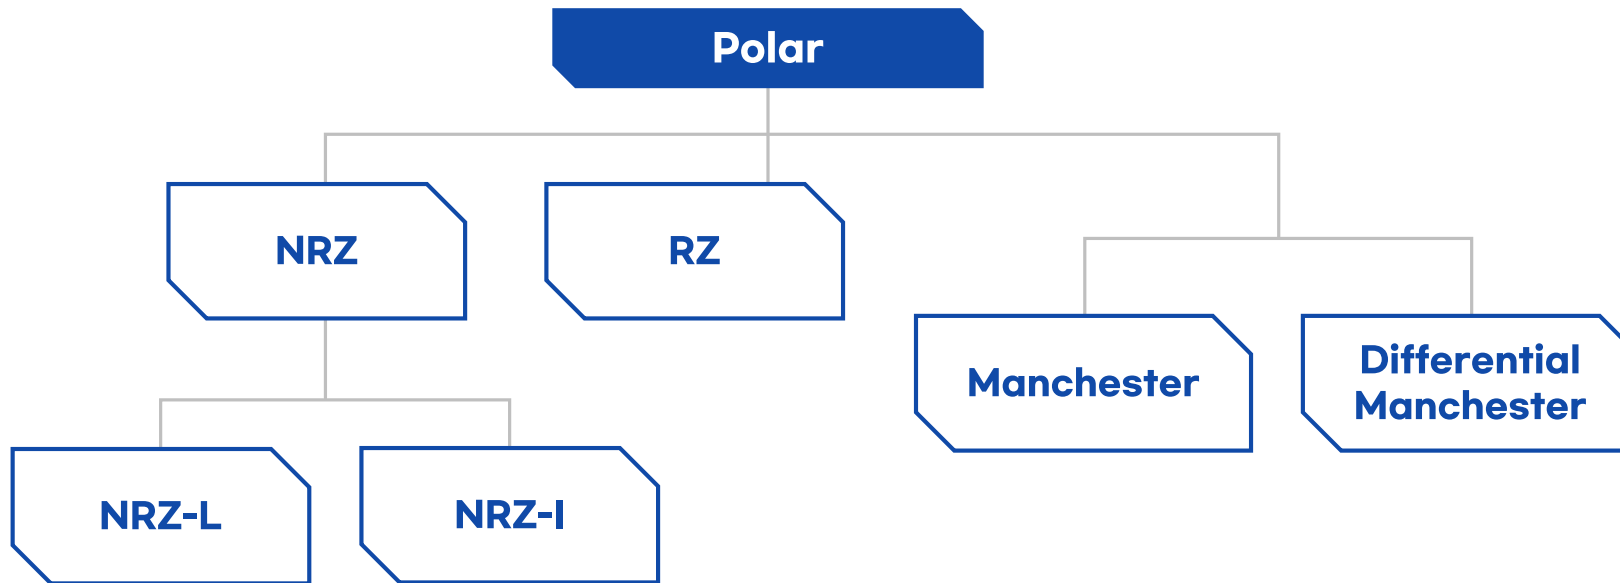 Polar
NRZ
RZ
Manchester
Differential
Manchester
NRZ-L
NRZ-I